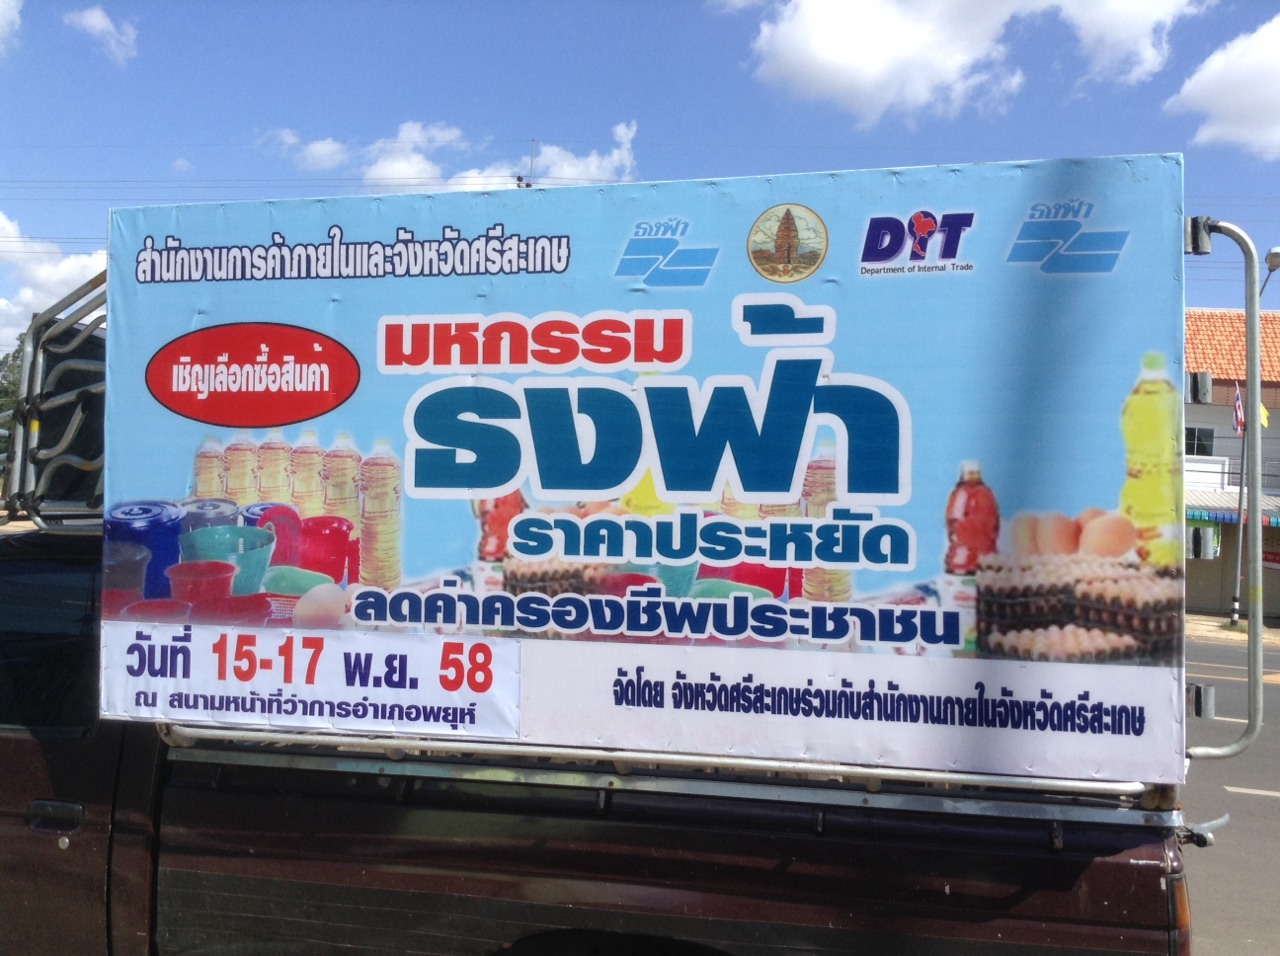 สำนักงานการค้าภายในและจังหวัดศรีสะเกษ
ธงฟ้า
DIT
Department of Internal Trade
ธงฟ้า
เชิญเลือกซื้อสินค้า
มหกรรม
ธงฟ้า
ราคาประหยัด
ลดค่าครองชีพประชาชน
วันที่ 15-17 พ.ย. 58
ณ สนามหน้าที่ว่าการอำเภอพยุห์
จัดโดย จังหวัดศรีสะเกษร่วมกับสำนักงานภายในจังหวัดศรีสะเกษ